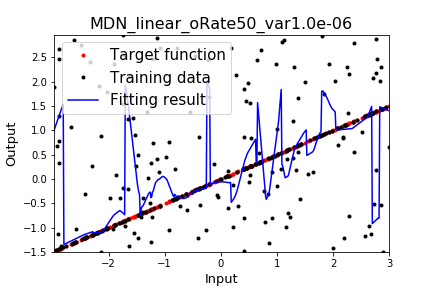 MDN_linear_oRate50_var1.0e-06
Target function
Training data
Fitting result
Output
2.5
2.0
1.5
1.0
0.5
0.0
−0.5
−1.0
−1.5
−2
−1
0
1
2
3
Input